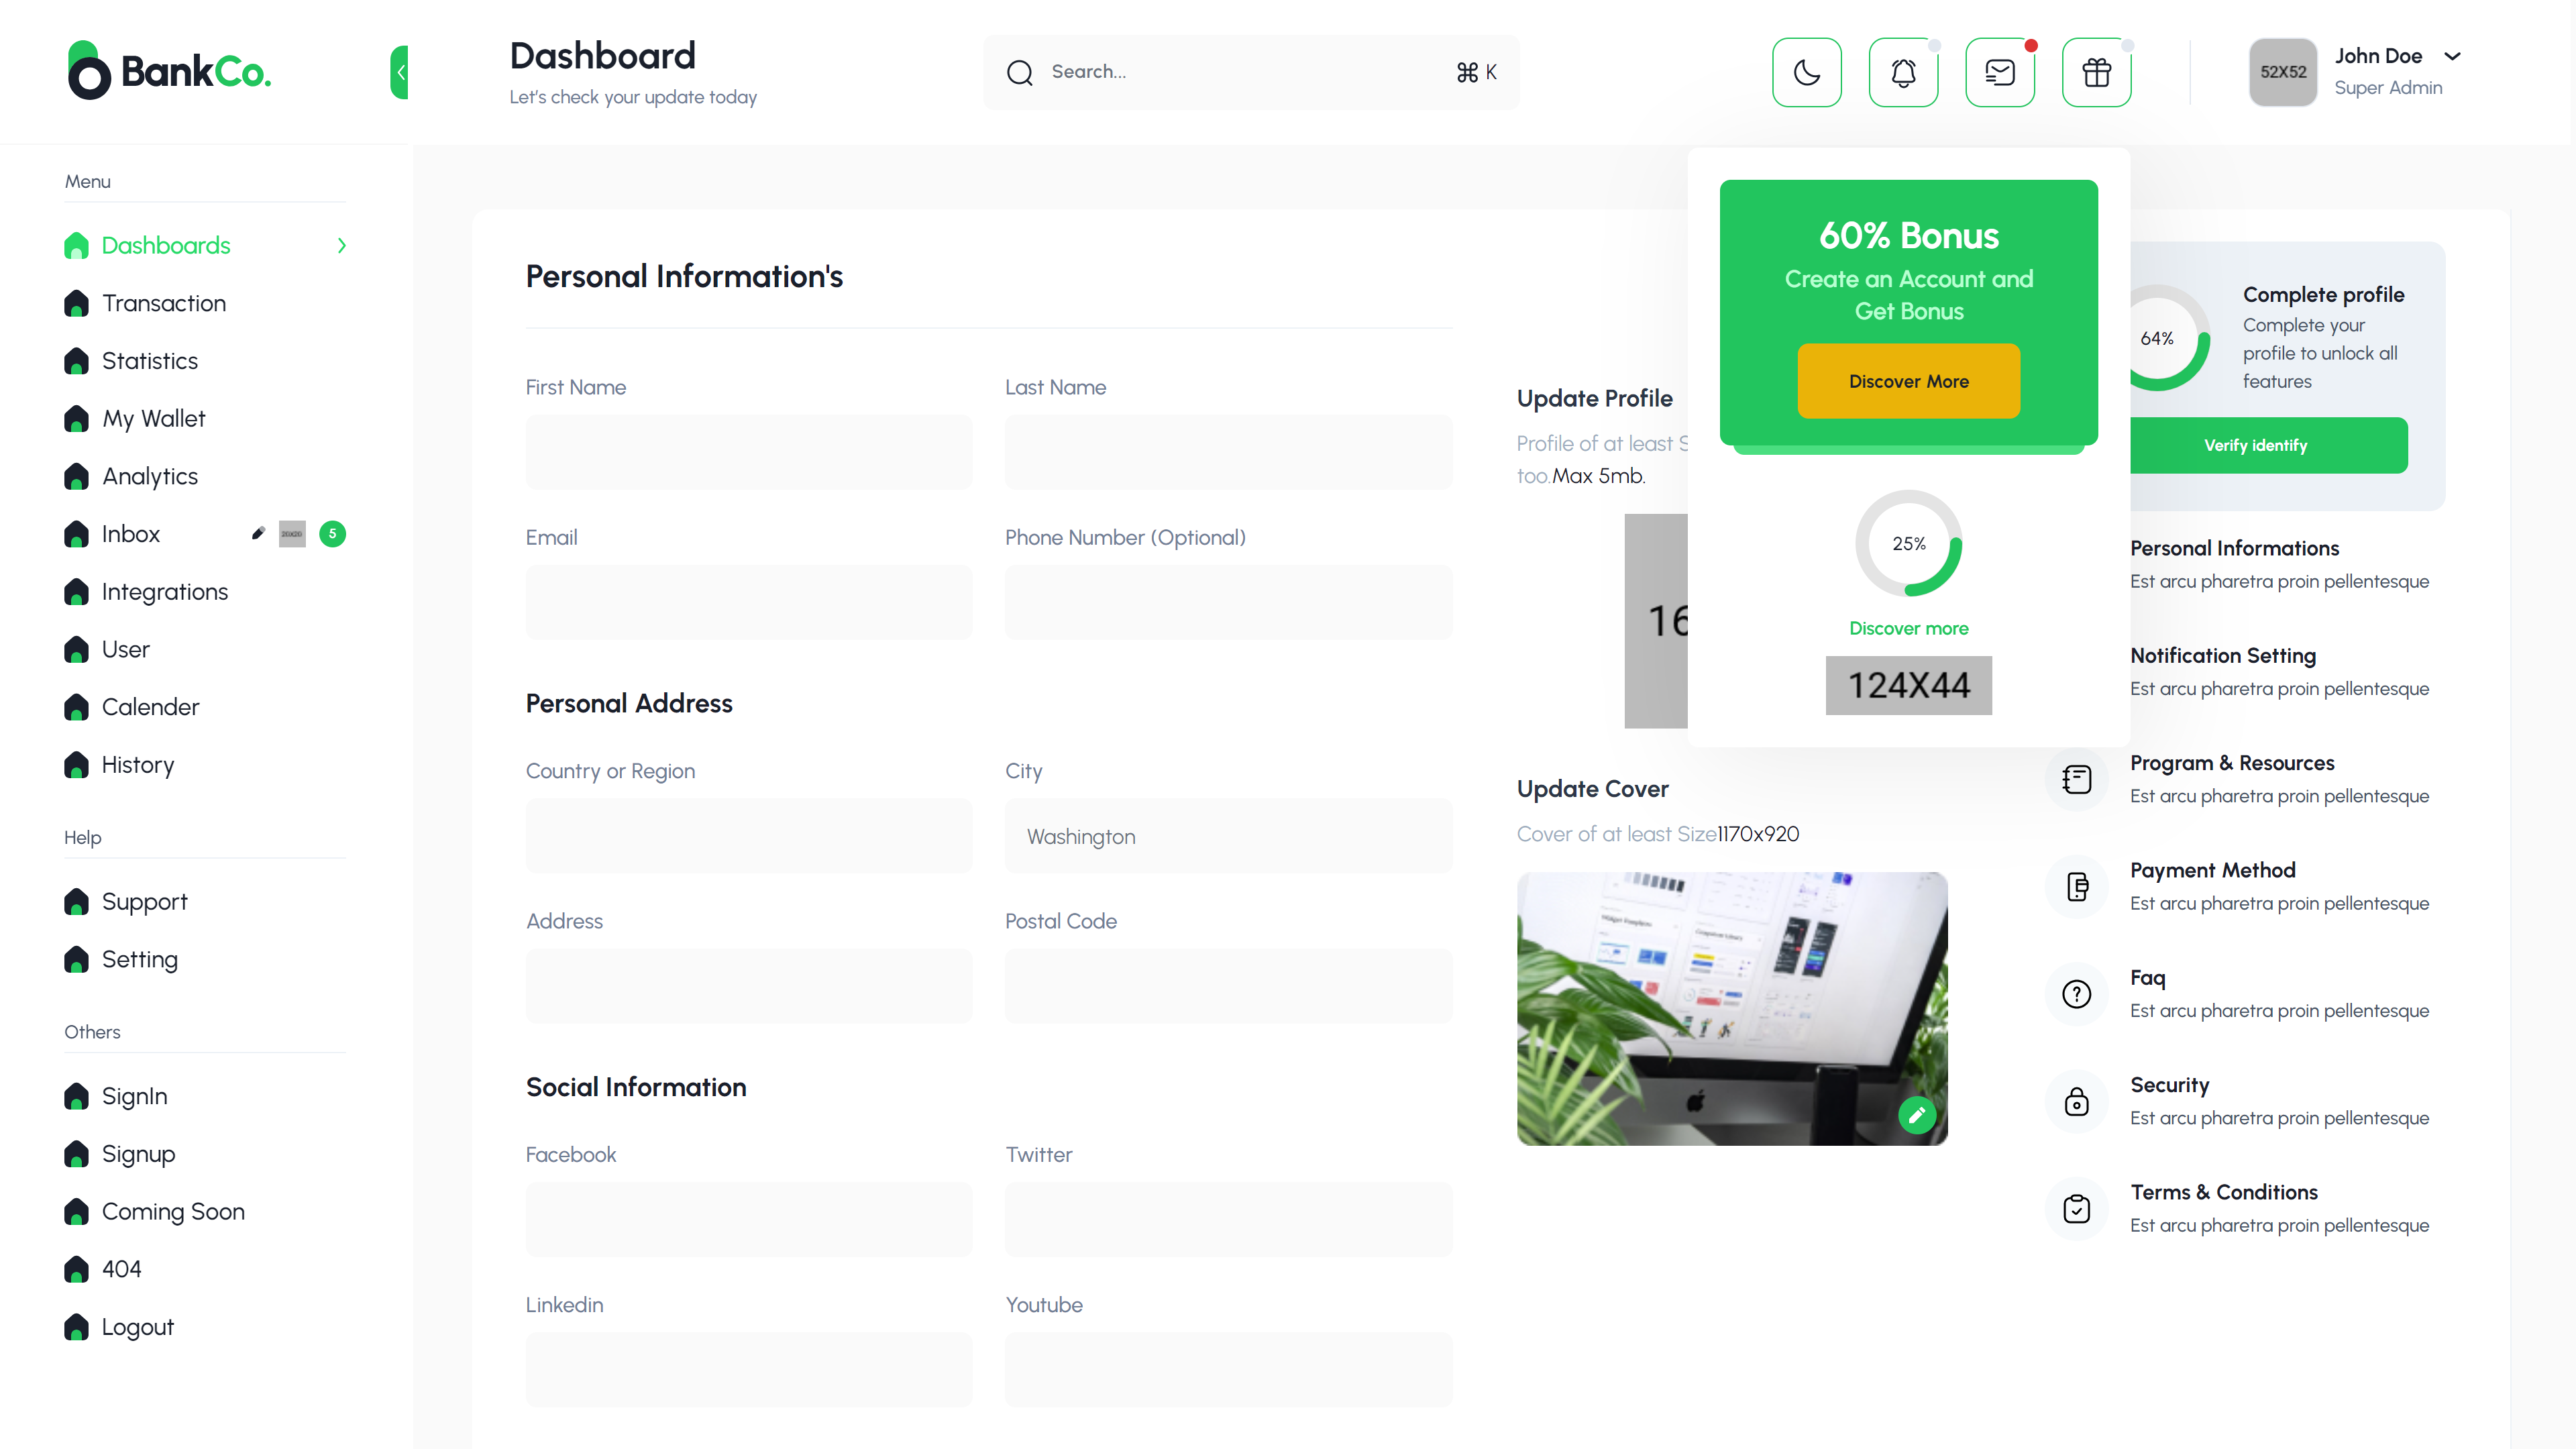 BankCo.
Dashboard
Let's check your update today
Search...
⌘ K
52X52
John Doe
Super Admin
Menu
Dashboards
Transaction
Statistics
My Wallet
Analytics
Inbox
20X20
5
Integrations
User
Calender
History
Help
Support
Setting
Others
SignIn
Signup
Coming Soon
404
Logout
Personal Information's
First Name
Last Name
Email
Phone Number (Optional)
Personal Address
Country or Region
City
Washington
Address
Postal Code
Social Information
Facebook
Twitter
Linkedin
Youtube
Update Profile
Profile of at least S
too.Max 5mb.
16
Update Cover
Cover of at least Size1170x920
60% Bonus
Create an Account and
Get Bonus
Discover More
25%
Discover more
124X44
64%
Complete profile
Complete your
profile to unlock all
features
Verify identify
Personal Informations
Est arcu pharetra proin pellentesque
Notification Setting
Est arcu pharetra proin pellentesque
Program & Resources
Est arcu pharetra proin pellentesque
Payment Method
Est arcu pharetra proin pellentesque
Faq
Est arcu pharetra proin pellentesque
Security
Est arcu pharetra proin pellentesque
Terms & Conditions
Est arcu pharetra proin pellentesque